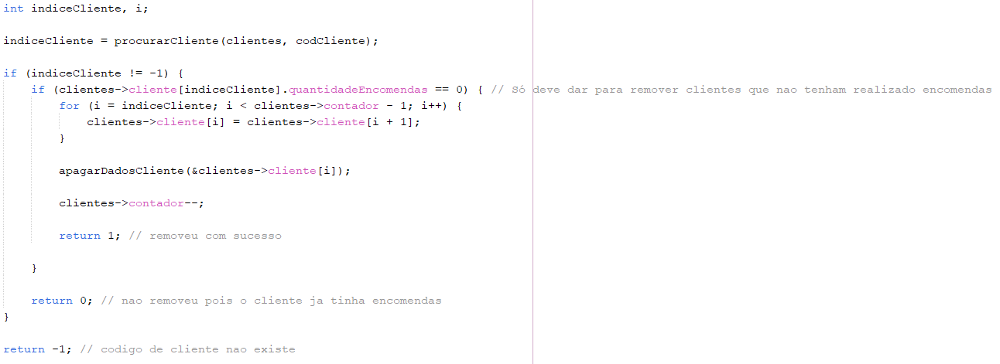 int indiceCliente, i;
indiceCliente = procurarCliente(clientes, codCliente);
if (indiceCliente != -1) {
if (clientes->cliente[indiceCliente].quantidadeEncomendas == 0) { // Só deve dar para remover clientes que nao tenham realizado encomendas
for (i = indiceCliente; i < clientes->contador - 1; i++) {
clientes->cliente[i] = clientes->cliente[i + 1];
}
apagarDadosCliente(&clientes->cliente[i]);
clientes->contador--;
return 1; // removeu com sucesso
}
return 0; // nao removeu pois o cliente ja tinha encomendas
}
return -1; // codigo de cliente nao existe